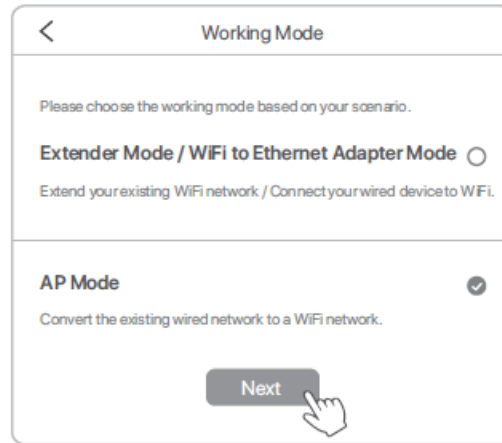 Working Mode
Please choose the working mode based on your scenario.
Extender Mode / WiFi to Ethernet Adapter Mode
Extend your existing WiFi network / Connect your wired device to WiFi.
AP Mode
Convert the existing wired network to a WiFi network.
Next